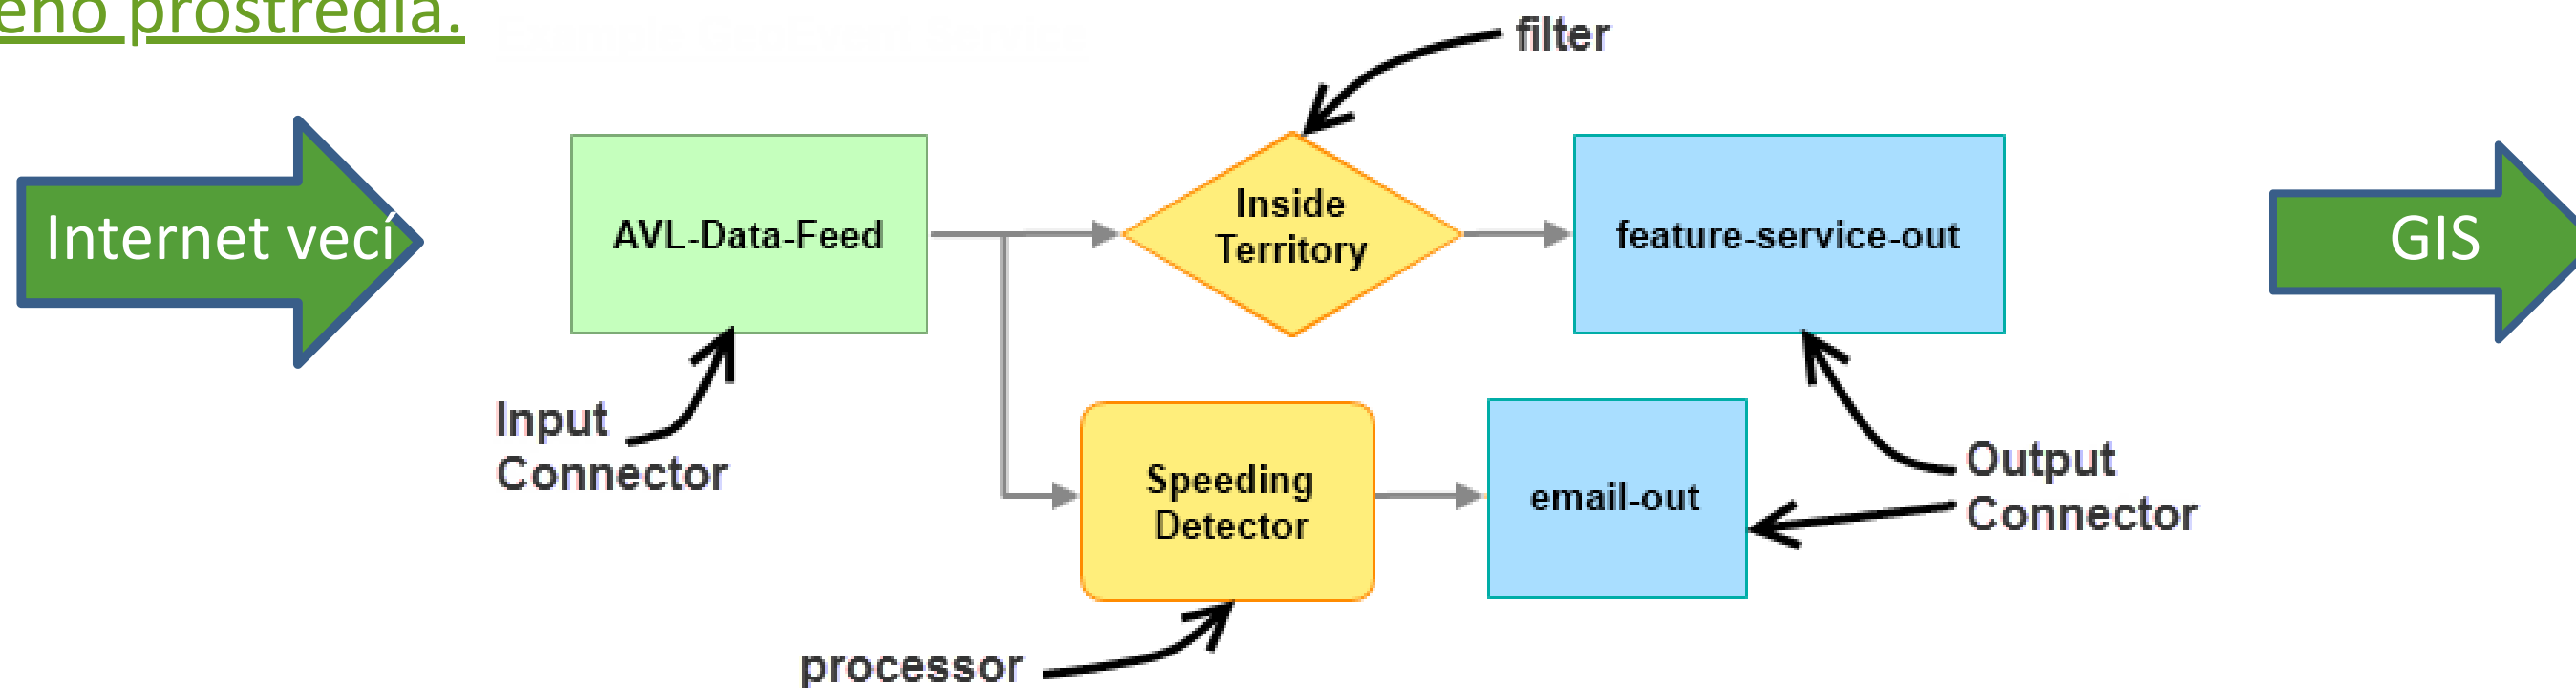 prostredia.
filter
Internet vecí
AVL-Data-Feed
Inside
Territory
feature-service-out
GIS
Input
Connector
Speeding
Detector
email-out
Output
Connector
processor